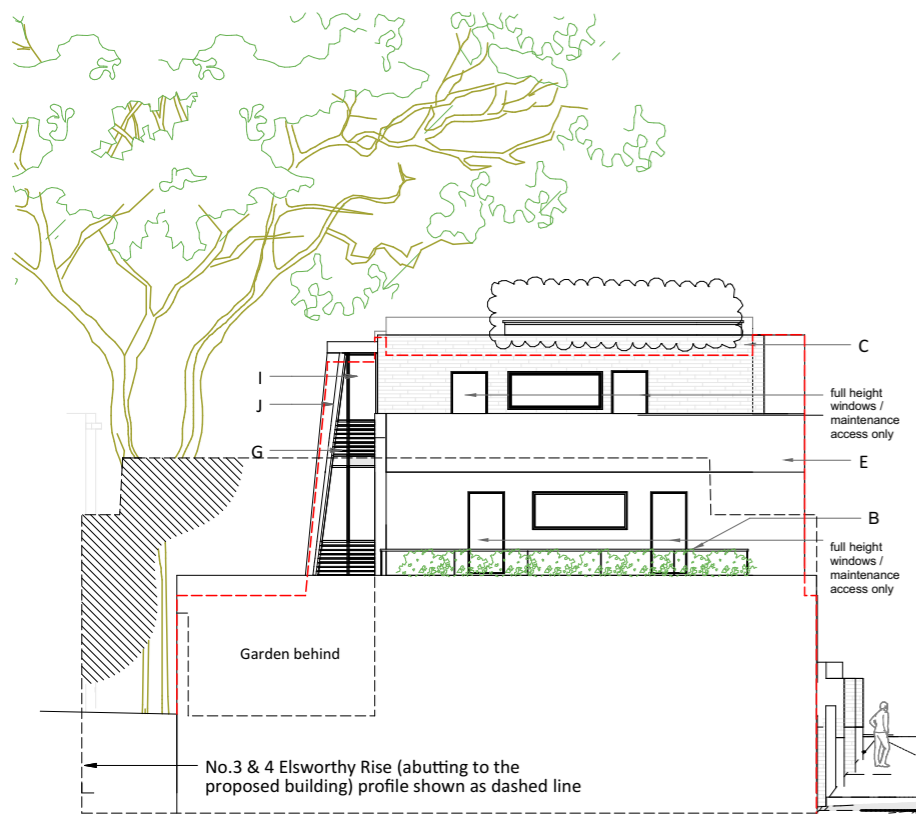 C
I
J
full height
windows /
maintenance
access only
G
E
B
full height
windows /
maintenance
access only
Garden behind
No.3 & 4 Elsworthy Rise (abutting to the
proposed building) profile shown as dashed line